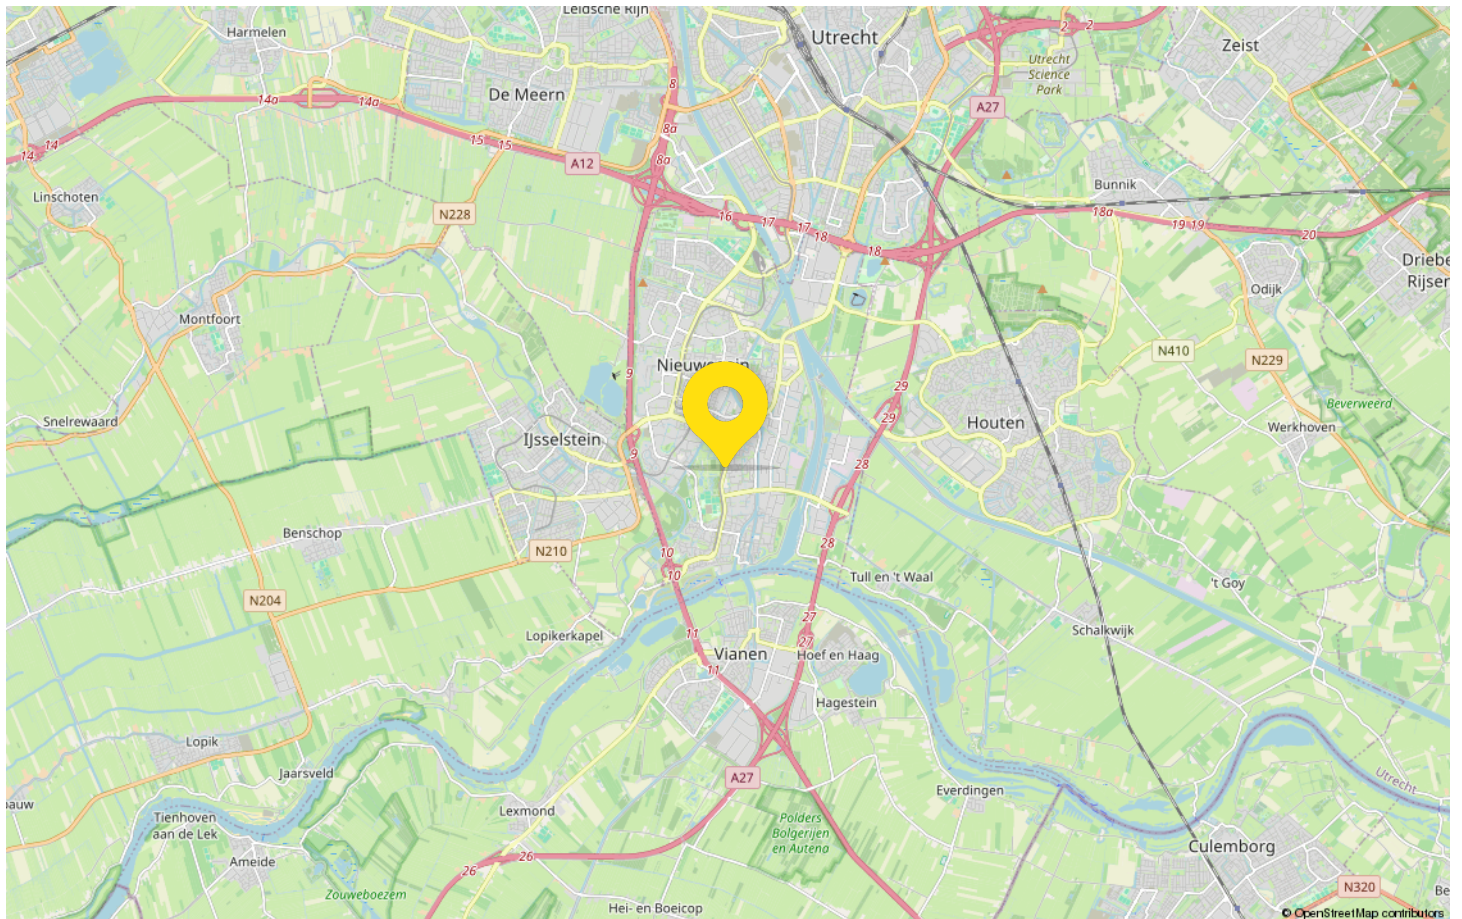 Leidsche Rijn
Harmelen
Utrecht
2
2
Zeist
Utrecht
Science
Park
8
De Meern
14a
14a
A27
8a
15
15
14
14
A12
8a
Bunnik
Linschoten
N228
16
17
17
18
18
18a
19 19
20
Odijk
Montfoort
N410
N229
9
29
29
Beverweerd
Snelrewaard
Houten
Werkhoven
IJsselstein
9
28
Benschop
28
N210
10
10
Tull en 't Waal
't Goy
N204
27
27
Schalkwijk
Lopikerkapel
11
11
Vianen
Hoef en Haag
Hagestein
Lopik
Jaarsveld
A27
Utrecht
Everdingen
Lexmond
Tienhoven
aan de Lek
Polders
Bolgerijen
en Autena
Culemborg
Ameide
26
26
Zouweboezem
N320
Hei- en Boeicop
© OpenStreetMap contributors